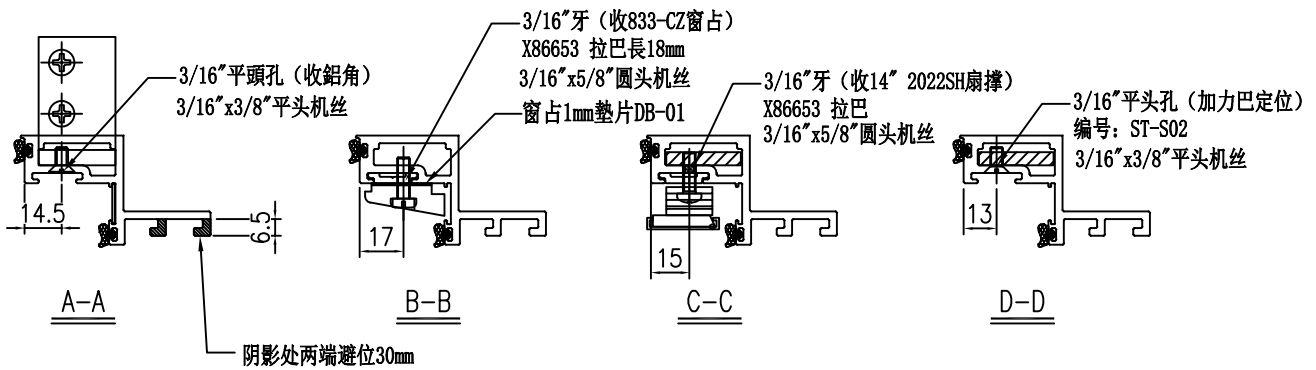 3/16"平頭孔（收鋁角）
3/16"x3/8"平头机丝
14.5
6.5
A-A
阴影处两端避位30mm
3/16"牙（收833-CZ窗占）
X86653 拉巴長18mm
3/16"x5/8"圆头机丝
窗占1mm墊片DB-01
17
B-B
3/16"牙（收14" 2022SH扇撑）
X86653 拉巴
3/16"x5/8"圆头机丝
15
C-C
3/16"平头孔（加力巴定位）
编号: ST-S02
3/16"x3/8"平头机丝
13
D-D